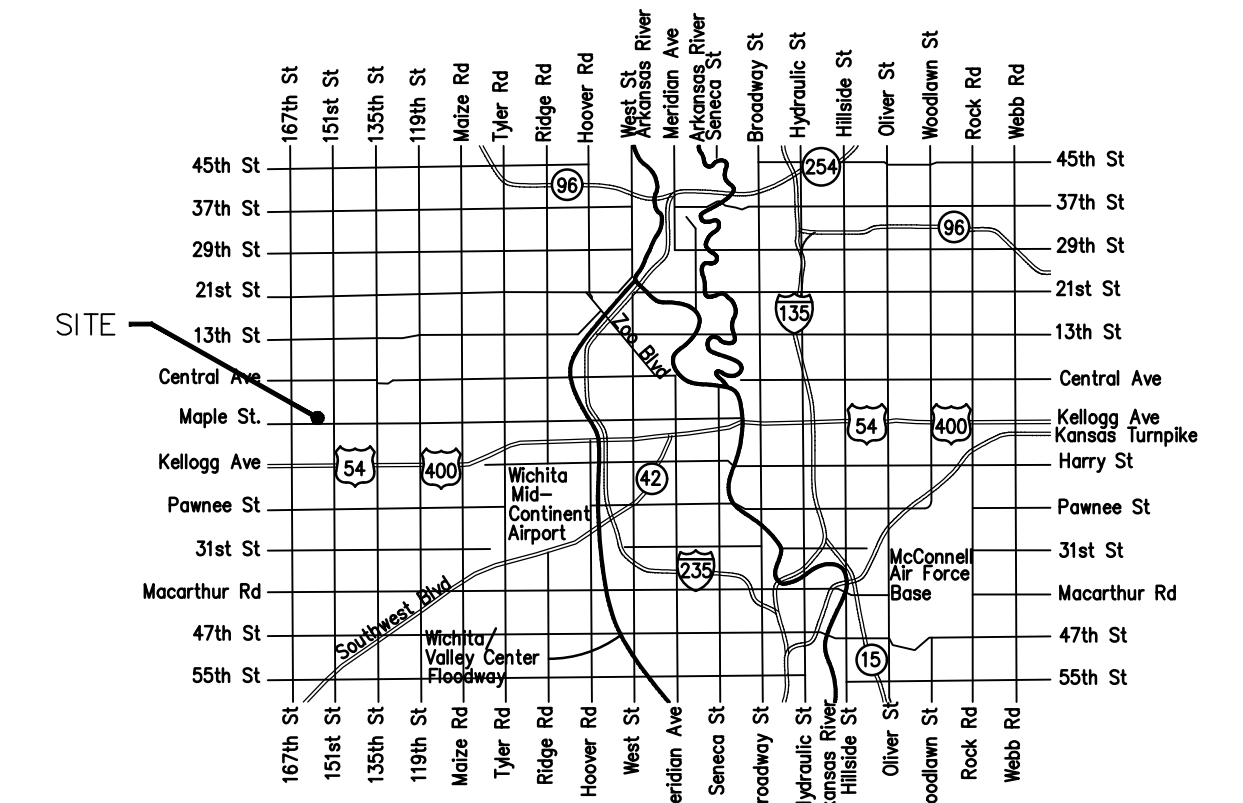 167th St
151st St
135th St
119th St
Maize Rd
Tyler Rd
Ridge Rd
Hoover Rd
West St
Arkansas River
Meridian Ave
Arkansas River
Seneca St
Broadway St
Hydraulic St
Hillside St
Oliver St
Woodlawn St
Rock Rd
Webb Rd
45th St
254
45th St
96
37th St
37th St
96
29th St
29th St
21st St
21st St
135
SITE
13th St
Zoo Blvd
13th St
Central Ave
Central Ave
Maple St.
54
400
Kellogg Ave
Kansas Turnpike
Kellogg Ave
54
400
Harry St
42
Wichita
Mid-
Continent
Airport
Pawnee St
Pawnee St
31st St
31st St
235
McConnell
Air Force
Base
Macarthur Rd
Macarthur Rd
Southwest Blvd
47th St
Wichita/
Valley Center
Floodway
47th St
15
55th St
55th St
167th St
151st St
135th St
119th St
Maize Rd
Tyler Rd
Ridge Rd
Hoover Rd
West St
eridian Ave
Seneca St
roadway St
ydraulic St
kansas River
Hillside St
Oliver St
oodlawn St
Rock Rd
Webb Rd